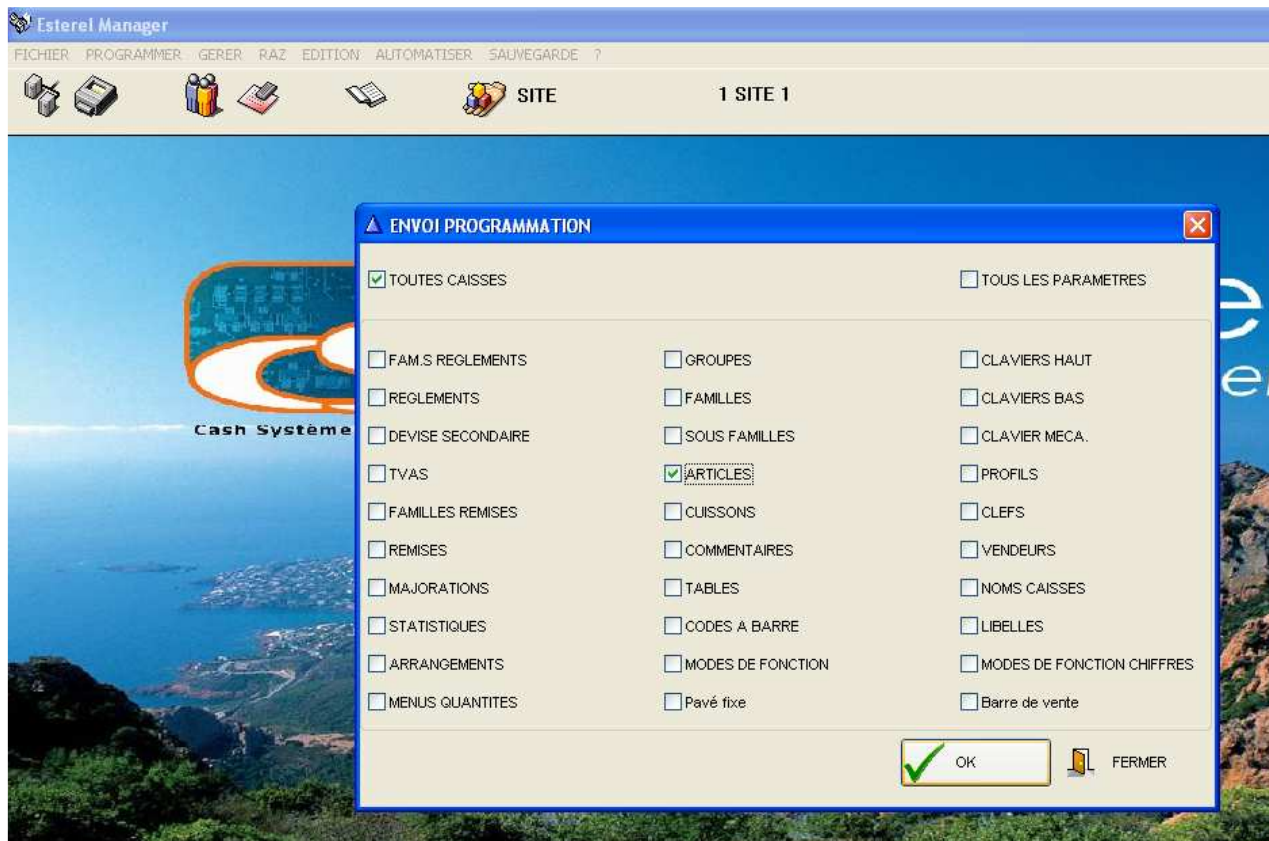 Esterel Manager
FICHIER PROGRAMMER GERER RAZ EDITION AUTOMATISER SAUVEGARDE ?
SITE 1 SITE 1
ENVOI PROGRAMMATION
TOUTES CAISSES TOUS LES PARAMETRES
FAM.S REGLEMENTS GROUPES CLAVIERS HAUT
REGLEMENTS FAMILLES CLAVIERS BAS
Cash Système
DEVISE SECONDAIRE SOUS FAMILLES CLAVIER MECA.
TVAS ARTICLES PROFILS
FAMILLES REMISES CUISSONS CLEFS
REMISES COMMENTAIRES VENDEURS
MAJORATIONS TABLES NOMS CAISSES
STATISTIQUES CODES A BARRE LIBELLES
ARRANGEMENTS MODES DE FONCTION MODES DE FONCTION CHIFFRES
MENUS QUANTITES Pavé fixe Barre de vente
OK FERMER